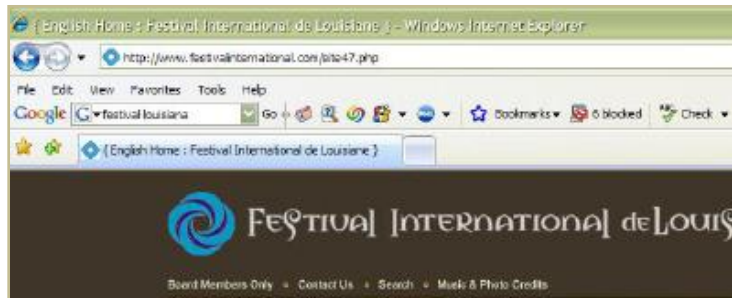 { English Home : Festival International de Louisiane } - Windows Internet Explorer
http://www.festivalinternational.com/site47.php
File Edit View Favorites Tools Help
Google G festival louisiana Go Bookmarks 6 blocked Check
{ English Home : Festival International de Louisiane }
Festival International de Louis
Board Members Only Contact Us Search Music & Photo Credits